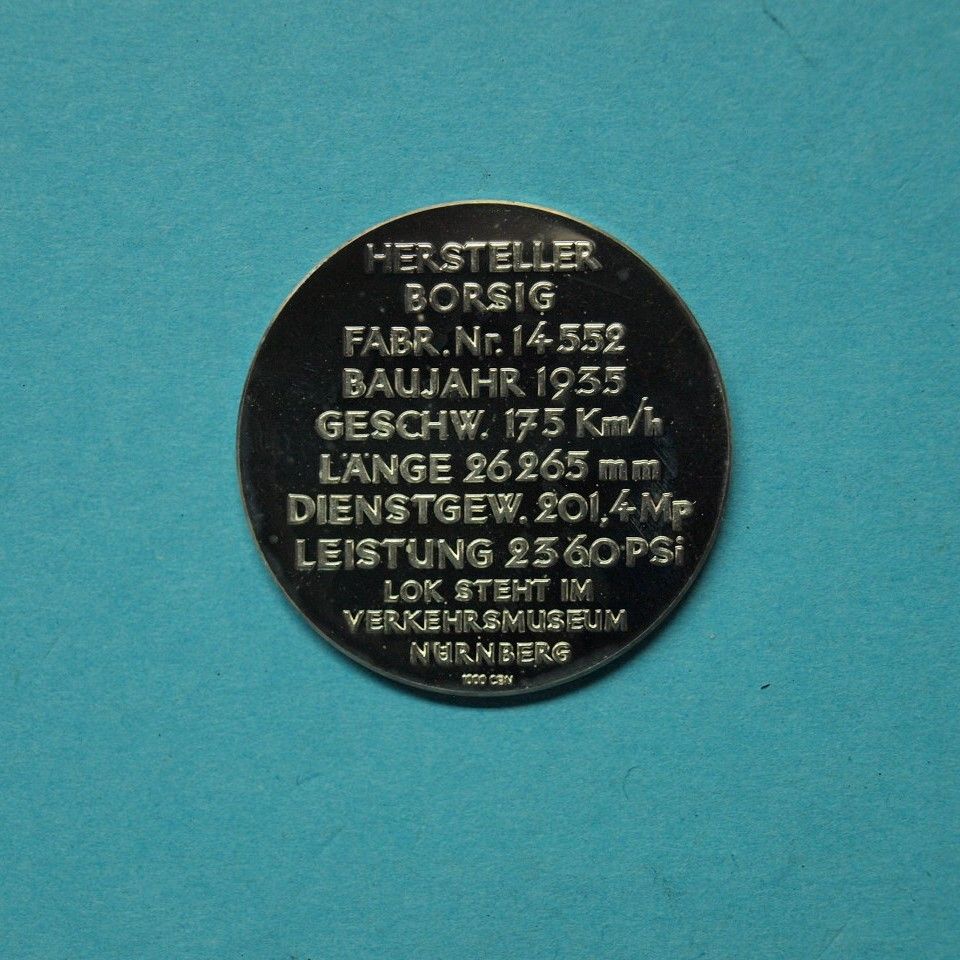 HERSTELLER
BORSIG
FABR. Nr. 14552
BAUJAHR 1935
GESCHW. 175 Km/h
LÄNGE 26265 mm
DIENSTGEW. 201,4 Mp
LEISTUNG 2360 PSi
LOK STEHT IM
VERKEHRSMUSEUM
NÜRNBERG
1000